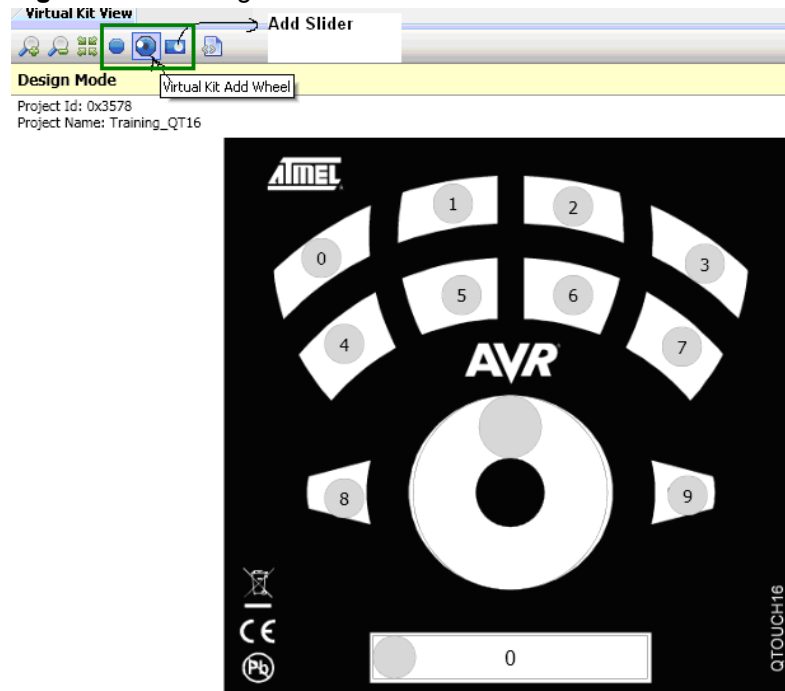 Virtual Kit View
Add Slider
Design Mode
Virtual Kit Add Wheel
Project Id: 0x3578
Project Name: Training_QT16
ATMEL
1
2
0
3
5
6
4
7
AVR
8
9
CE
Pb
0
QTOUCH16